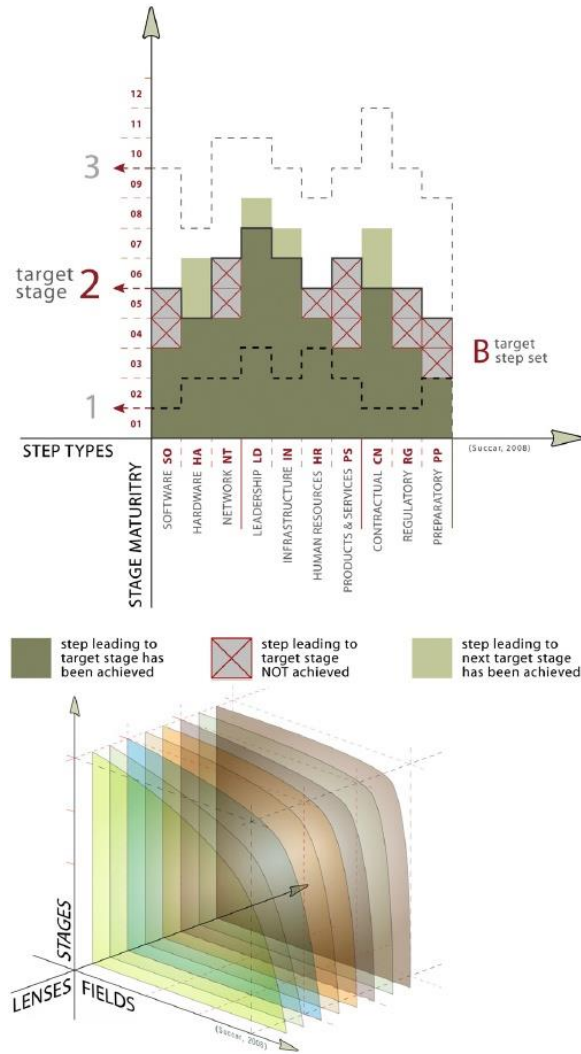 12
11
10
3
09
08
07
target
stage 2
06
05
B target
step set
04
03
1
02
01
STEP TYPES
(Succar, 2008)
STAGE MATURITRY
SOFTWARE SO
HARDWARE HA
NETWORK NT
LEADERSHIP LD
INFRASTRUCTURE IN
HUMAN RESOURCES HR
PRODUCTS & SERVICES PS
CONTRACTUAL CN
REGULATORY RG
PREPARATORY PP
step leading to
target stage has
been achieved
step leading to
target stage
NOT achieved
step leading to
next target stage
has been achieved
STAGES
LENSES
FIELDS
(Succar, 2008)